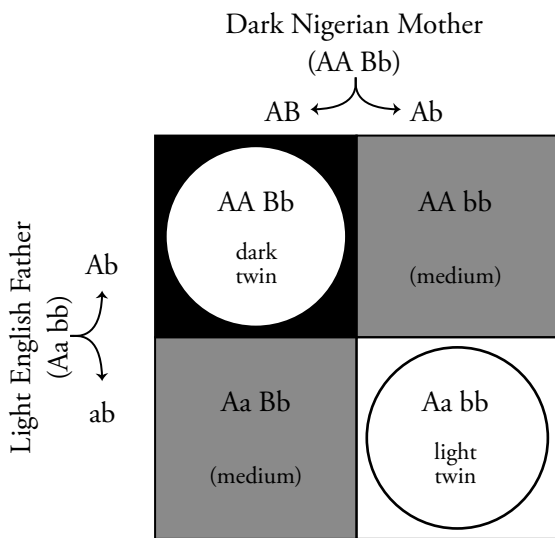 Dark Nigerian Mother
(AA Bb)
AB
Ab
Light English Father
(Aa bb)
Ab
ab
AA Bb
dark
twin
AA bb
(medium)
Aa Bb
(medium)
Aa bb
light
twin